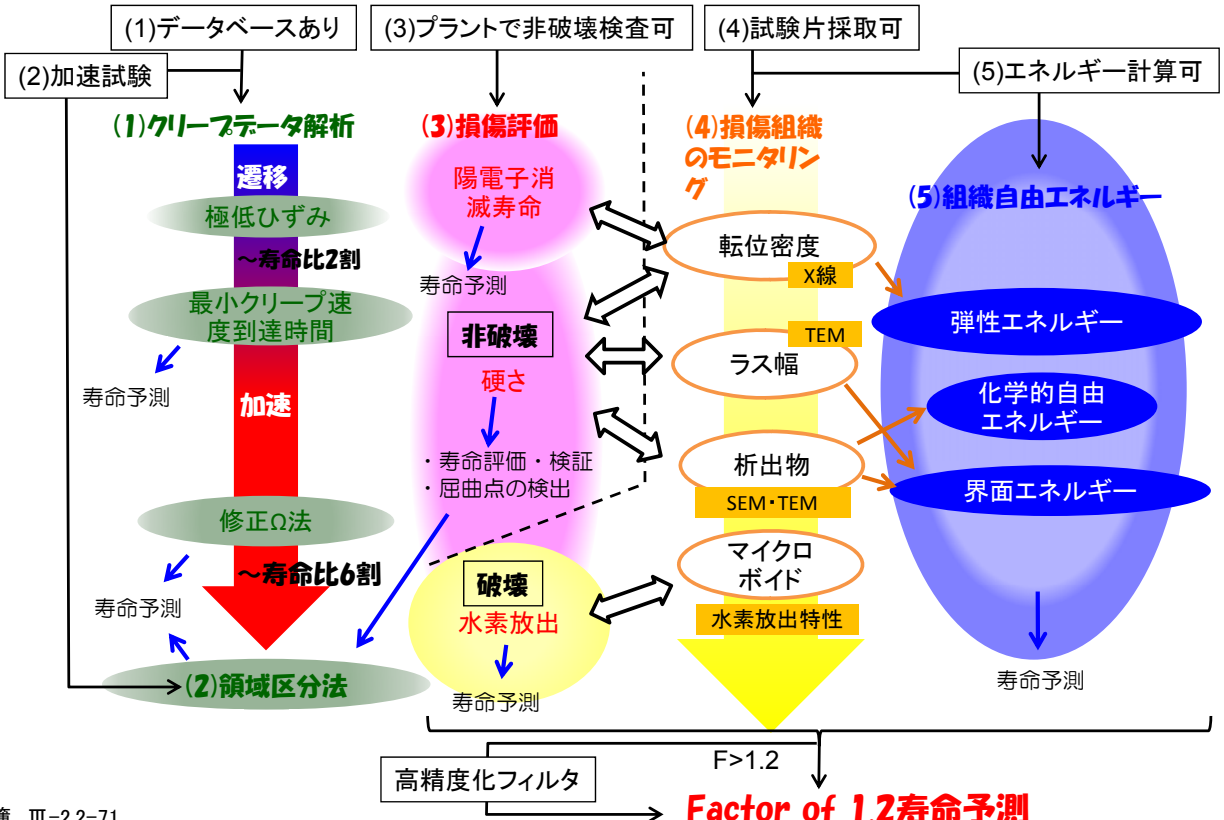 (1)データベースあり
(3)プラントで非破壊検査可
(4)試験片採取可
(2)加速試験
(5)エネルギー計算可
(1)クリープデータ解析
遷移
極低ひずみ
～寿命比2割
最小クリープ速
度到達時間
寿命予測
加速
修正Ω法
～寿命比6割
寿命予測
(2)領域区分法
(3)損傷評価
陽電子消
滅寿命
寿命予測
非破壊
硬さ
・寿命評価・検証
・屈曲点の検出
破壊
水素放出
寿命予測
(4)損傷組織
のモニタリン
グ
転位密度
X線
TEM
ラス幅
析出物
SEM・TEM
マイクロ
ボイド
水素放出特性
(5)組織自由エネルギー
弾性エネルギー
化学的自由
エネルギー
界面エネルギー
寿命予測
F>1.2
高精度化フィルタ
Factor of 1.2寿命予測
Ⅲ-2.2-71